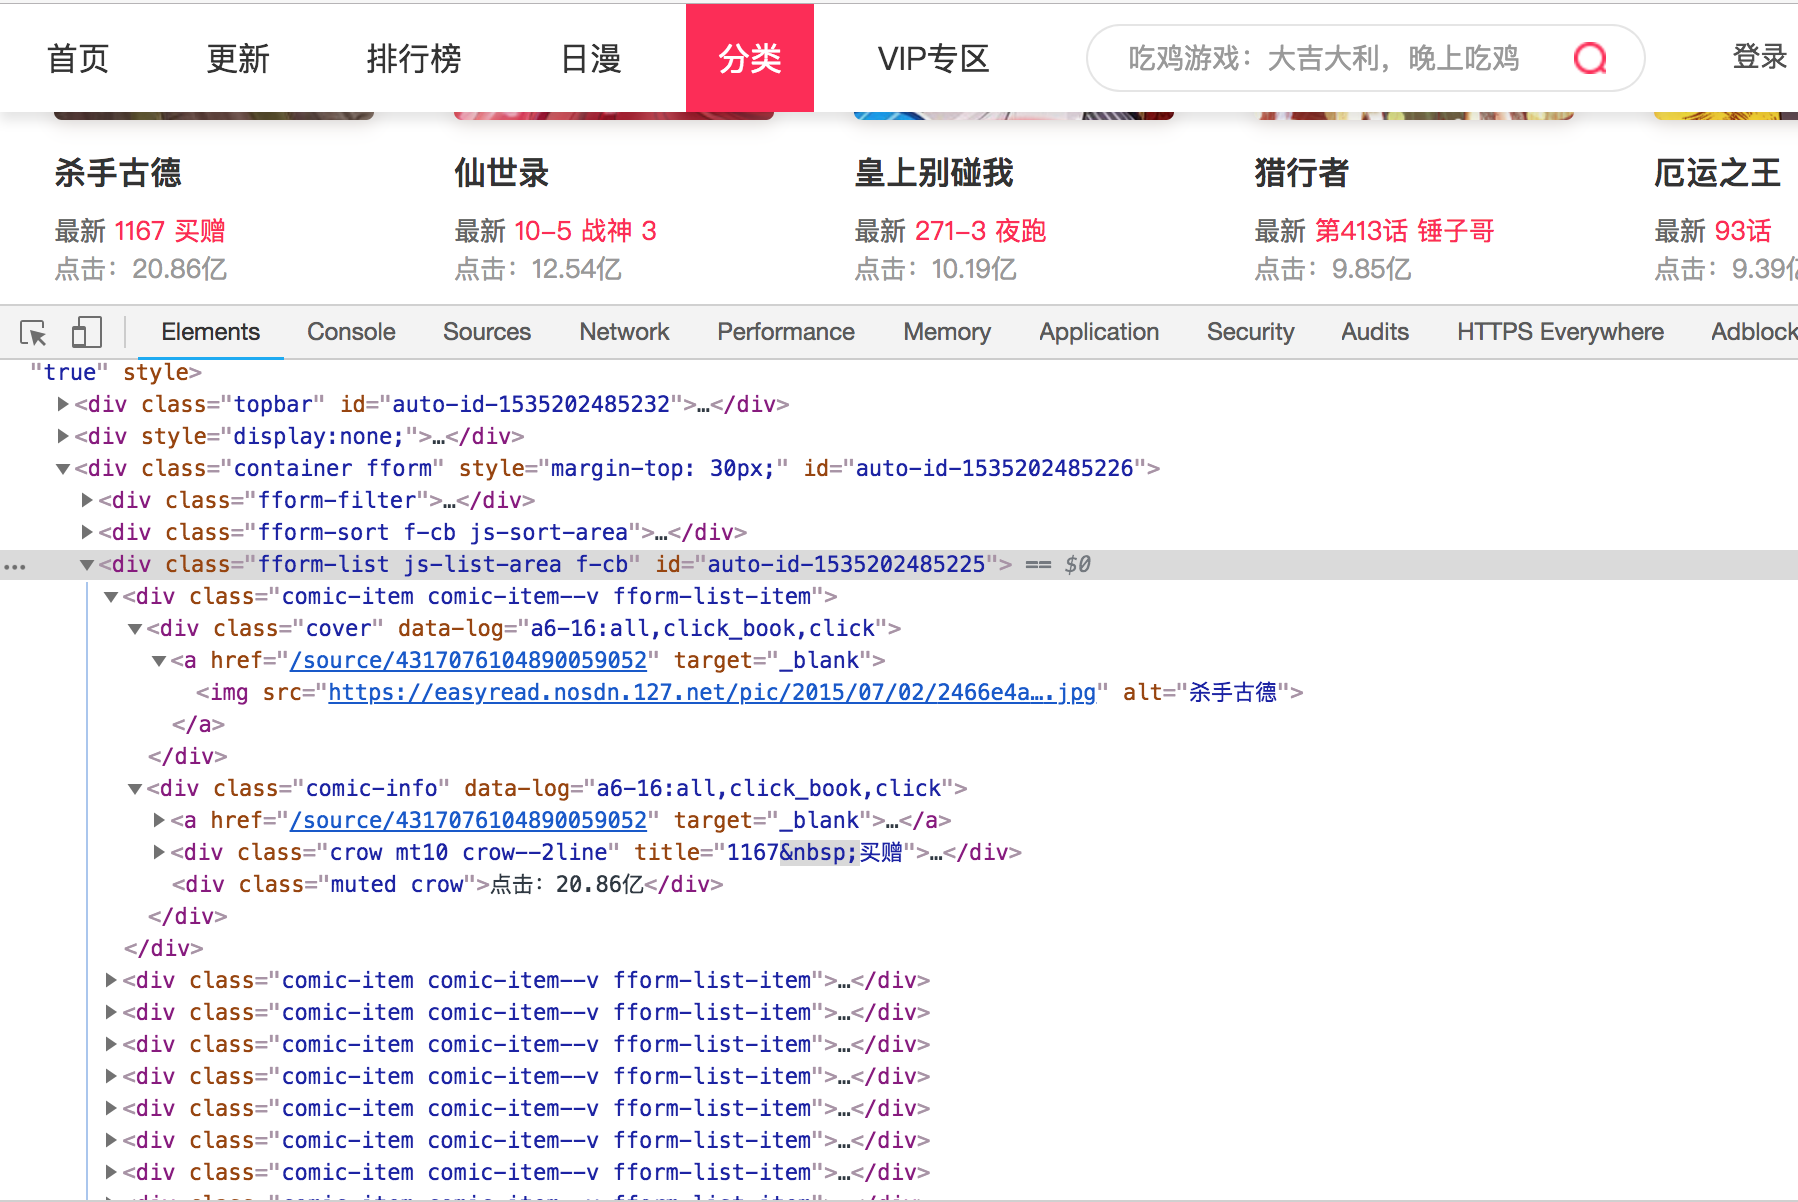 首页 更新 排行榜 日漫 分类 VIP专区 吃鸡游戏：大吉大利，晚上吃鸡 登录
杀手古德 仙世录 皇上别碰我 猎行者 厄运之王
最新 1167 买赠 最新 10-5 战神 3 最新 271-3 夜跑 最新 第413话 锤子哥 最新 93话
点击：20.86亿 点击：12.54亿 点击：10.19亿 点击：9.85亿 点击：9.39亿
Elements Console Sources Network Performance Memory Application Security Audits HTTPS Everywhere Adblock
"true" style>
<div class="topbar" id="auto-id-1535202485232">…</div>
<div style="display:none;">…</div>
<div class="container fform" style="margin-top: 30px;" id="auto-id-1535202485226">
<div class="fform-filter">…</div>
<div class="fform-sort f-cb js-sort-area">…</div>
… <div class="fform-list js-list-area f-cb" id="auto-id-1535202485225"> == $0
<div class="comic-item comic-item--v fform-list-item">
<div class="cover" data-log="a6-16:all,click_book,click">
<a href="/source/4317076104890059052" target="_blank">
<img src="https://easyread.nosdn.127.net/pic/2015/07/02/2466e4a….jpg" alt="杀手古德">
</a>
</div>
<div class="comic-info" data-log="a6-16:all,click_book,click">
<a href="/source/4317076104890059052" target="_blank">…</a>
<div class="crow mt10 crow--2line" title="1167&nbsp;买赠">…</div>
<div class="muted crow">点击：20.86亿</div>
</div>
</div>
<div class="comic-item comic-item--v fform-list-item">…</div>
<div class="comic-item comic-item--v fform-list-item">…</div>
<div class="comic-item comic-item--v fform-list-item">…</div>
<div class="comic-item comic-item--v fform-list-item">…</div>
<div class="comic-item comic-item--v fform-list-item">…</div>
<div class="comic-item comic-item--v fform-list-item">…</div>
<div class="comic-item comic-item--v fform-list-item">…</div>